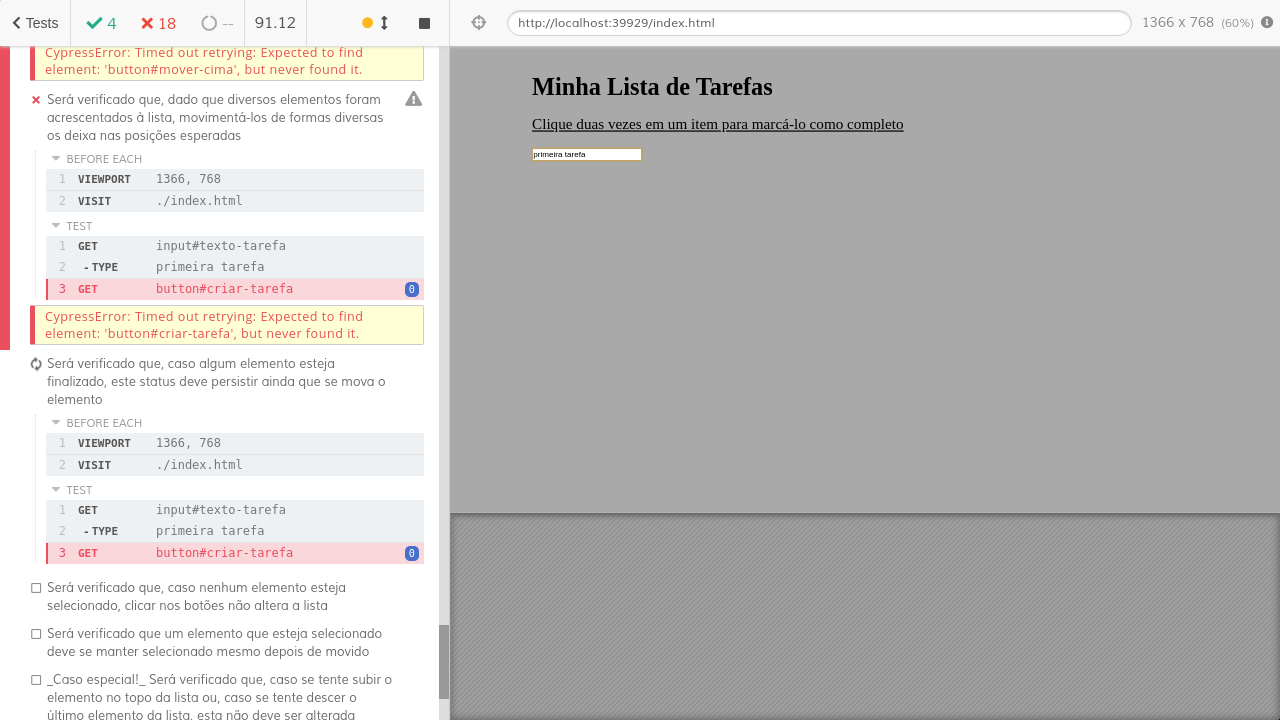 Tests
4
18
--
91.12
http://localhost:39929/index.html
1366 x 768 (60%)
CypressError: Timed out retrying: Expected to find
element: 'button#mover-cima', but never found it.
Será verificado que, dado que diversos elementos foram
acrescentados à lista, movimentá-los de formas diversas
os deixa nas posições esperadas
BEFORE EACH
1 VIEWPORT 1366, 768
2 VISIT ./index.html
TEST
1 GET input#texto-tarefa
2 -TYPE primeira tarefa
3 GET button#criar-tarefa 0
CypressError: Timed out retrying: Expected to find
element: 'button#criar-tarefa', but never found it.
Será verificado que, caso algum elemento esteja
finalizado, este status deve persistir ainda que se mova o
elemento
BEFORE EACH
1 VIEWPORT 1366, 768
2 VISIT ./index.html
TEST
1 GET input#texto-tarefa
2 -TYPE primeira tarefa
3 GET button#criar-tarefa 0
Será verificado que, caso nenhum elemento esteja
selecionado, clicar nos botões não altera a lista
Será verificado que um elemento que esteja selecionado
deve se manter selecionado mesmo depois de movido
_Caso especial!_ Será verificado que, caso se tente subir o
elemento no topo da lista ou, caso se tente descer o
último elemento da lista, esta não deve ser alterada
Minha Lista de Tarefas
Clique duas vezes em um item para marcá-lo como completo
primeira tarefa